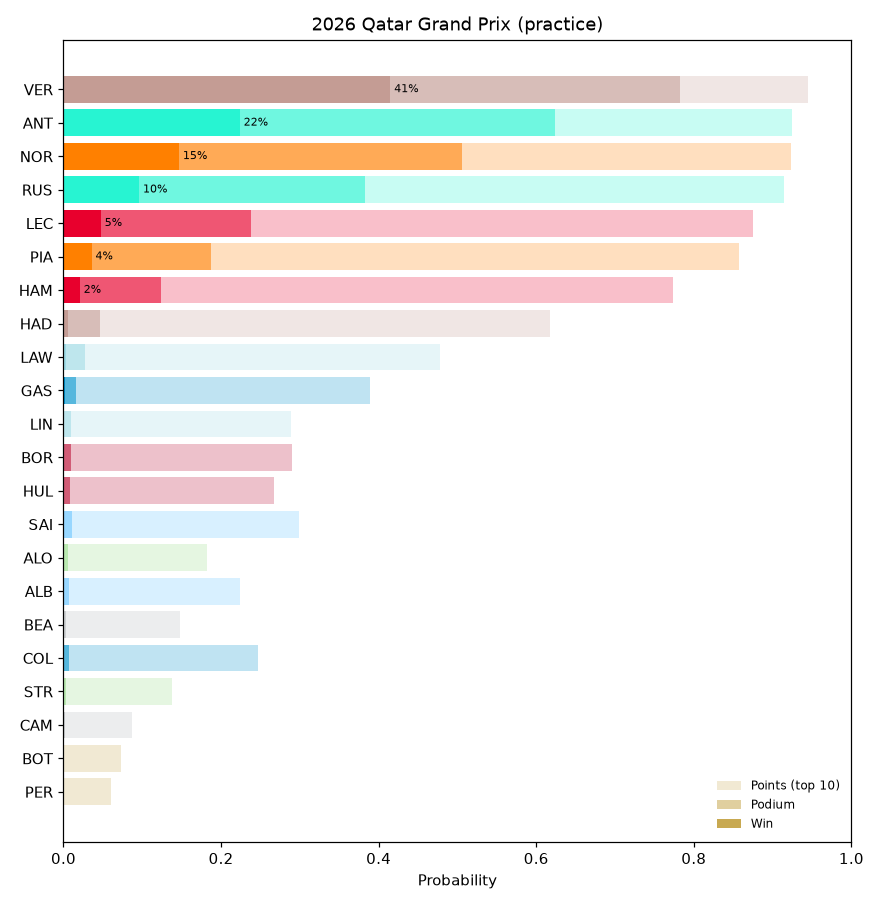 2026 Qatar Grand Prix (practice)
VER 41%
ANT 22%
NOR 15%
RUS 10%
LEC 5%
PIA 4%
HAM 2%
HAD
LAW
GAS
LIN
BOR
HUL
SAI
ALO
ALB
BEA
COL
STR
CAM
BOT
PER
Points (top 10)
Podium
Win
0.0 0.2 0.4 0.6 0.8 1.0
Probability